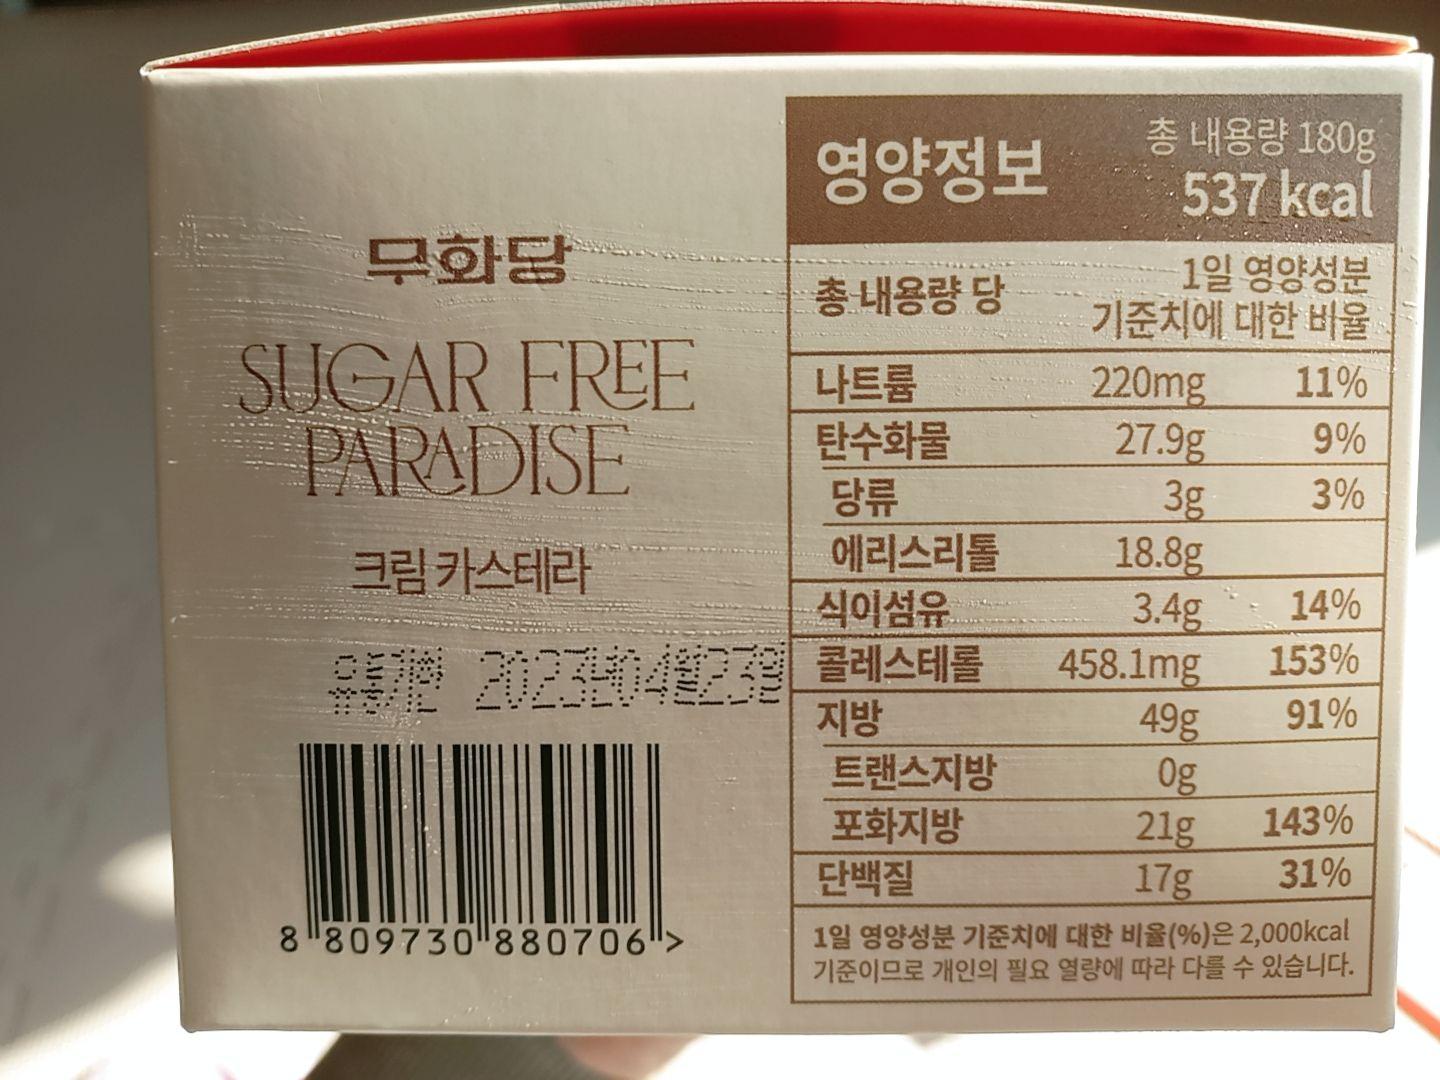 무화당
SUGAR FREE
PARADISE
크림 카스테라
유통기한 2023년04월23일
8 809730 880706 >
영양정보
총 내용량 180g
537 kcal
총 내용량 당
1일 영양성분
기준치에 대한 비율
나트륨 220mg 11%
탄수화물 27.9g 9%
당류 3g 3%
에리스리톨 18.8g
식이섬유 3.4g 14%
콜레스테롤 458.1mg 153%
지방 49g 91%
트랜스지방 0g
포화지방 21g 143%
단백질 17g 31%
1일 영양성분 기준치에 대한 비율(%)은 2,000kcal
기준이므로 개인의 필요 열량에 따라 다를 수 있습니다.